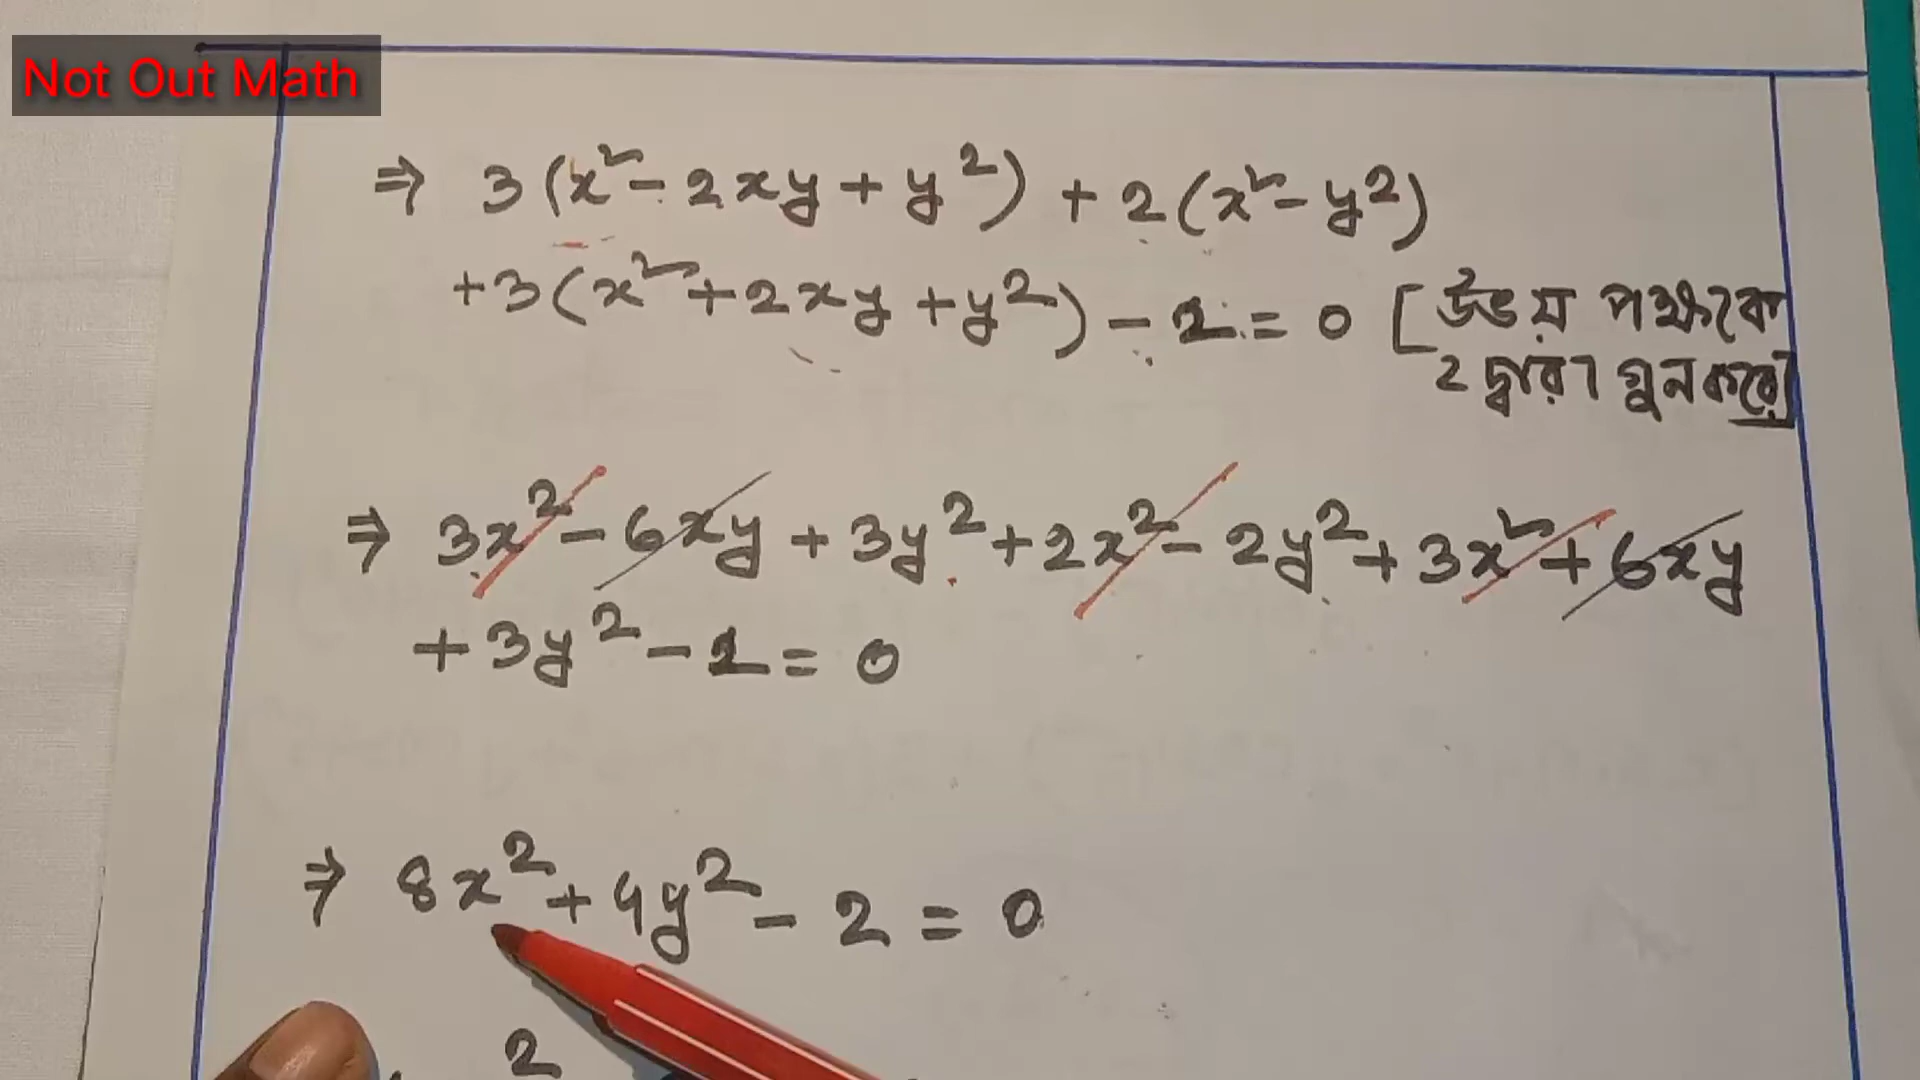 Not Out Math
⇒ 3(x² - 2xy + y²) + 2(x² - y²)
+3(x² + 2xy + y²) - 2 = 0 [উভয় পক্ষকে
2 দ্বারা গুনকরে]
⇒ 3x² - 6xy + 3y² + 2x² - 2y² + 3x² + 6xy
+ 3y² - 2 = 0
⇒ 8x² + 4y² - 2 = 0
2